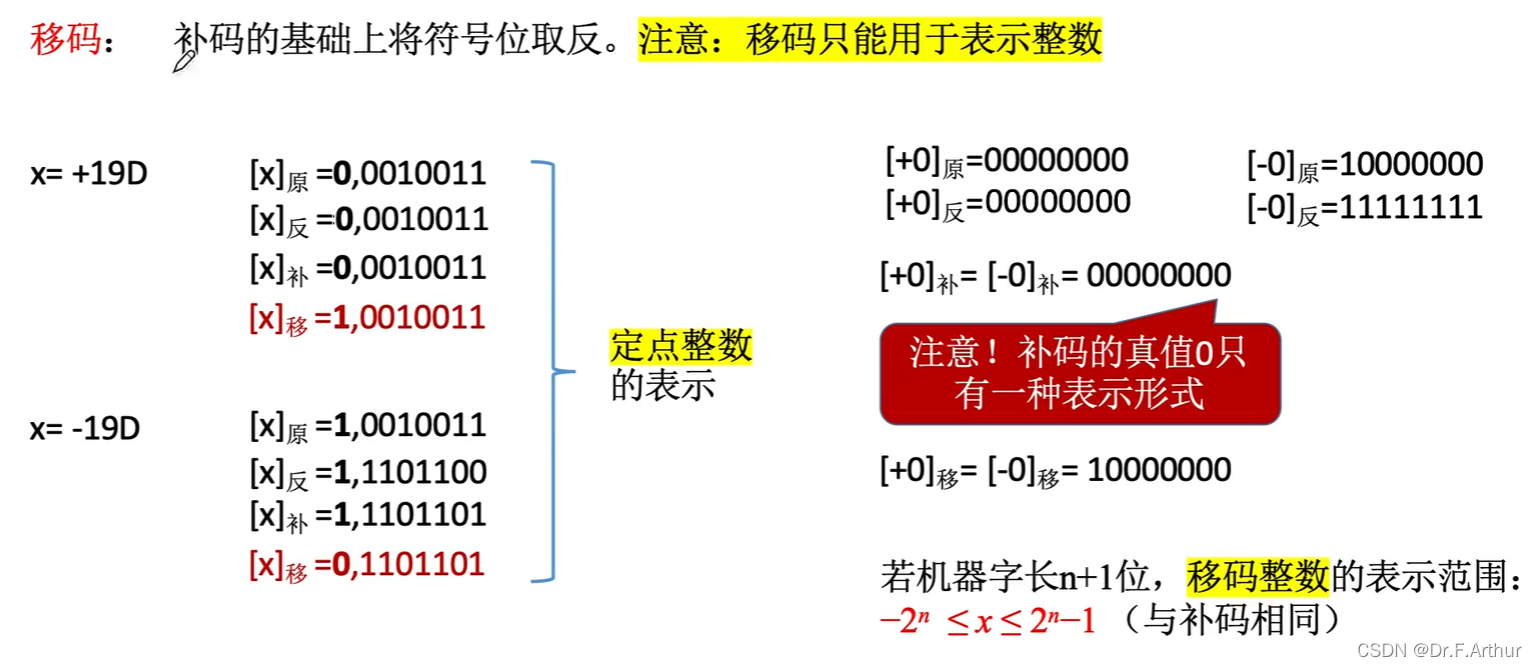 移码： 补码的基础上将符号位取反。注意：移码只能用于表示整数
x= +19D
[x]原 =0,0010011
[x]反 =0,0010011
[x]补 =0,0010011
[x]移 =1,0010011
x= -19D
[x]原 =1,0010011
[x]反 =1,1101100
[x]补 =1,1101101
[x]移 =0,1101101
定点整数
的表示
[+0]原=00000000 [-0]原=10000000
[+0]反=00000000 [-0]反=11111111
[+0]补= [-0]补= 00000000
注意！补码的真值0只
有一种表示形式
[+0]移= [-0]移= 10000000
若机器字长n+1位，移码整数的表示范围：
−2ⁿ ≤ x ≤ 2ⁿ−1 （与补码相同）
CSDN @Dr.F.Arthur